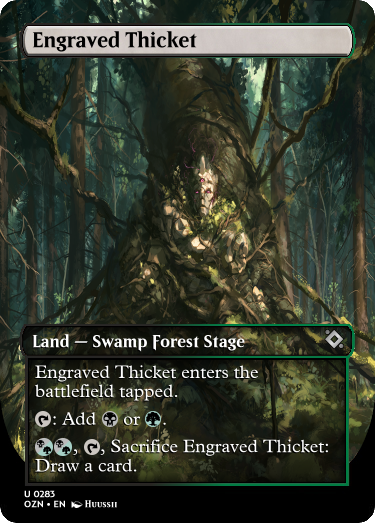 Engraved Thicket
Land — Swamp Forest Stage
Engraved Thicket enters the
battlefield tapped.
: Add or .
, , Sacrifice Engraved Thicket:
Draw a card.
U 0283
OZN • EN Huussii